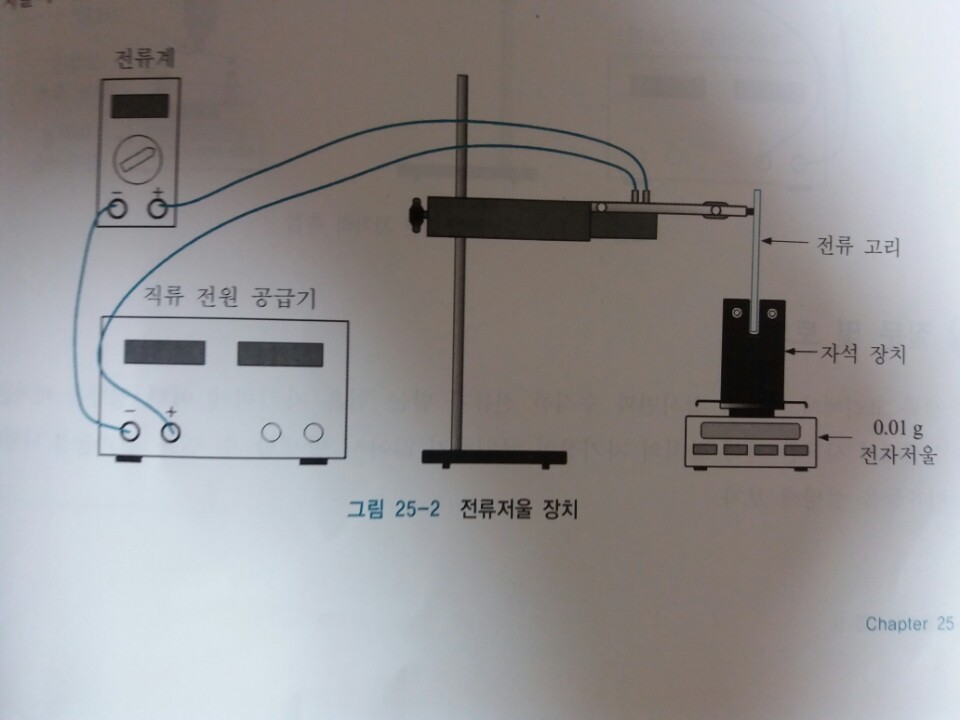 전류계
- +
전류 고리
직류 전원 공급기
자석 장치
- +
0.01 g
전자저울
그림 25-2 전류저울 장치
Chapter 25